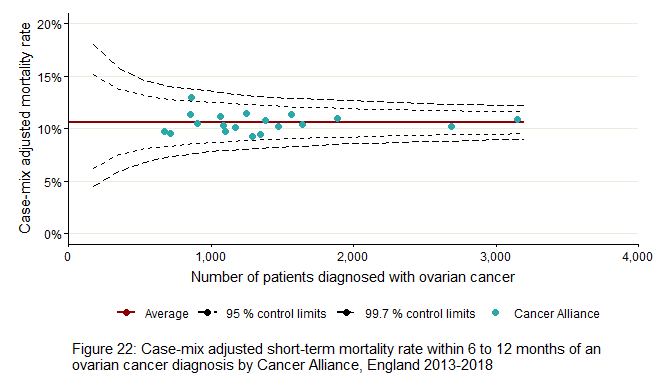 20%
15%
10%
5%
0%
Case-mix adjusted mortality rate
0
1,000
2,000
3,000
4,000
Number of patients diagnosed with ovarian cancer
Average
95 % control limits
99.7 % control limits
Cancer Alliance
Figure 22: Case-mix adjusted short-term mortality rate within 6 to 12 months of an
ovarian cancer diagnosis by Cancer Alliance, England 2013-2018